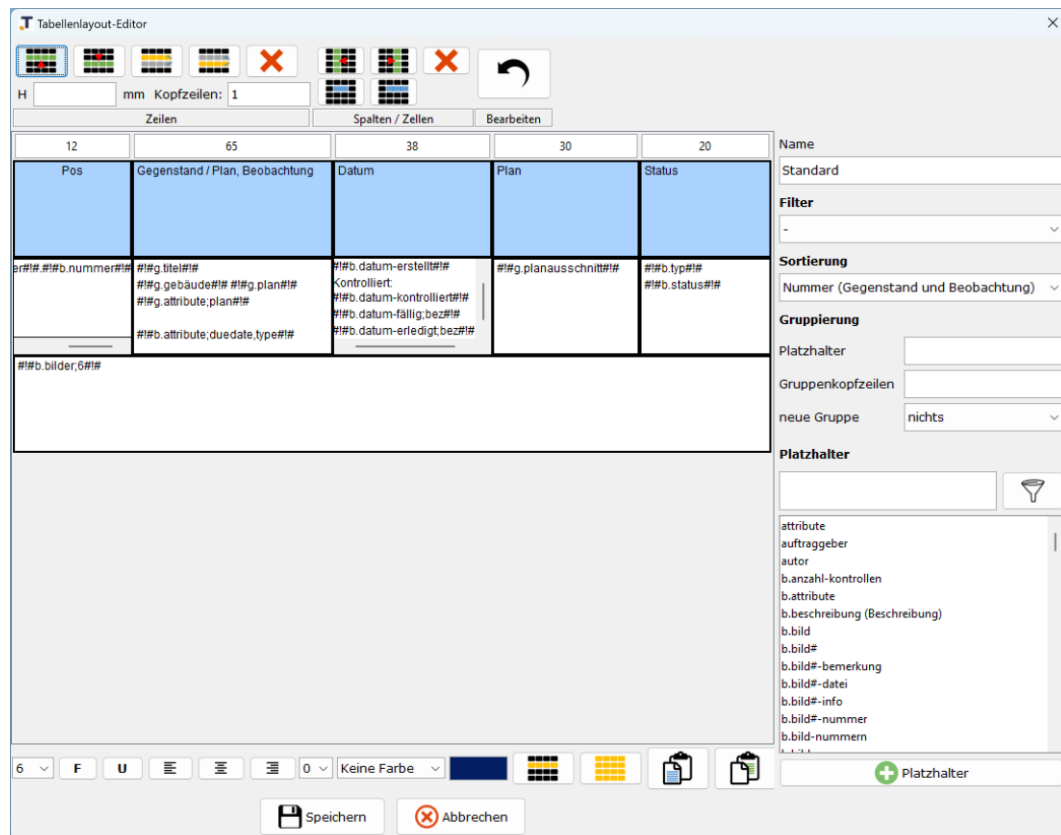 Tabellenlayout-Editor
H mm Kopfzeilen: 1
Zeilen Spalten / Zellen Bearbeiten
12 65 38 30 20
Pos Gegenstand / Plan, Beobachtung Datum Plan Status
er#!#.#!#b.nummer#!#
#!#g.titel#!#
#!#g.gebäude#!# #!#g.plan#!#
#!#g.attribute;plan#!#
#!#b.attribute;duedate,type#!#
#!#b.datum-erstellt#!#
Kontrolliert:
#!#b.datum-kontrolliert#!#
#!#b.datum-fällig;bez#!#
#!#b.datum-erledigt;bez#!#
#!#g.planausschnitt#!#
#!#b.typ#!#
#!#b.status#!#
#!#b.bilder;6#!#
Name
Standard
Filter
-
Sortierung
Nummer (Gegenstand und Beobachtung)
Gruppierung
Platzhalter
Gruppenkopfzeilen
neue Gruppe nichts
Platzhalter
attribute
auftraggeber
autor
b.anzahl-kontrollen
b.attribute
b.beschreibung (Beschreibung)
b.bild
b.bild#
b.bild#-bemerkung
b.bild#-datei
b.bild#-info
b.bild#-nummer
b.bild-nummern
Platzhalter
6 F U 0 Keine Farbe
Speichern Abbrechen